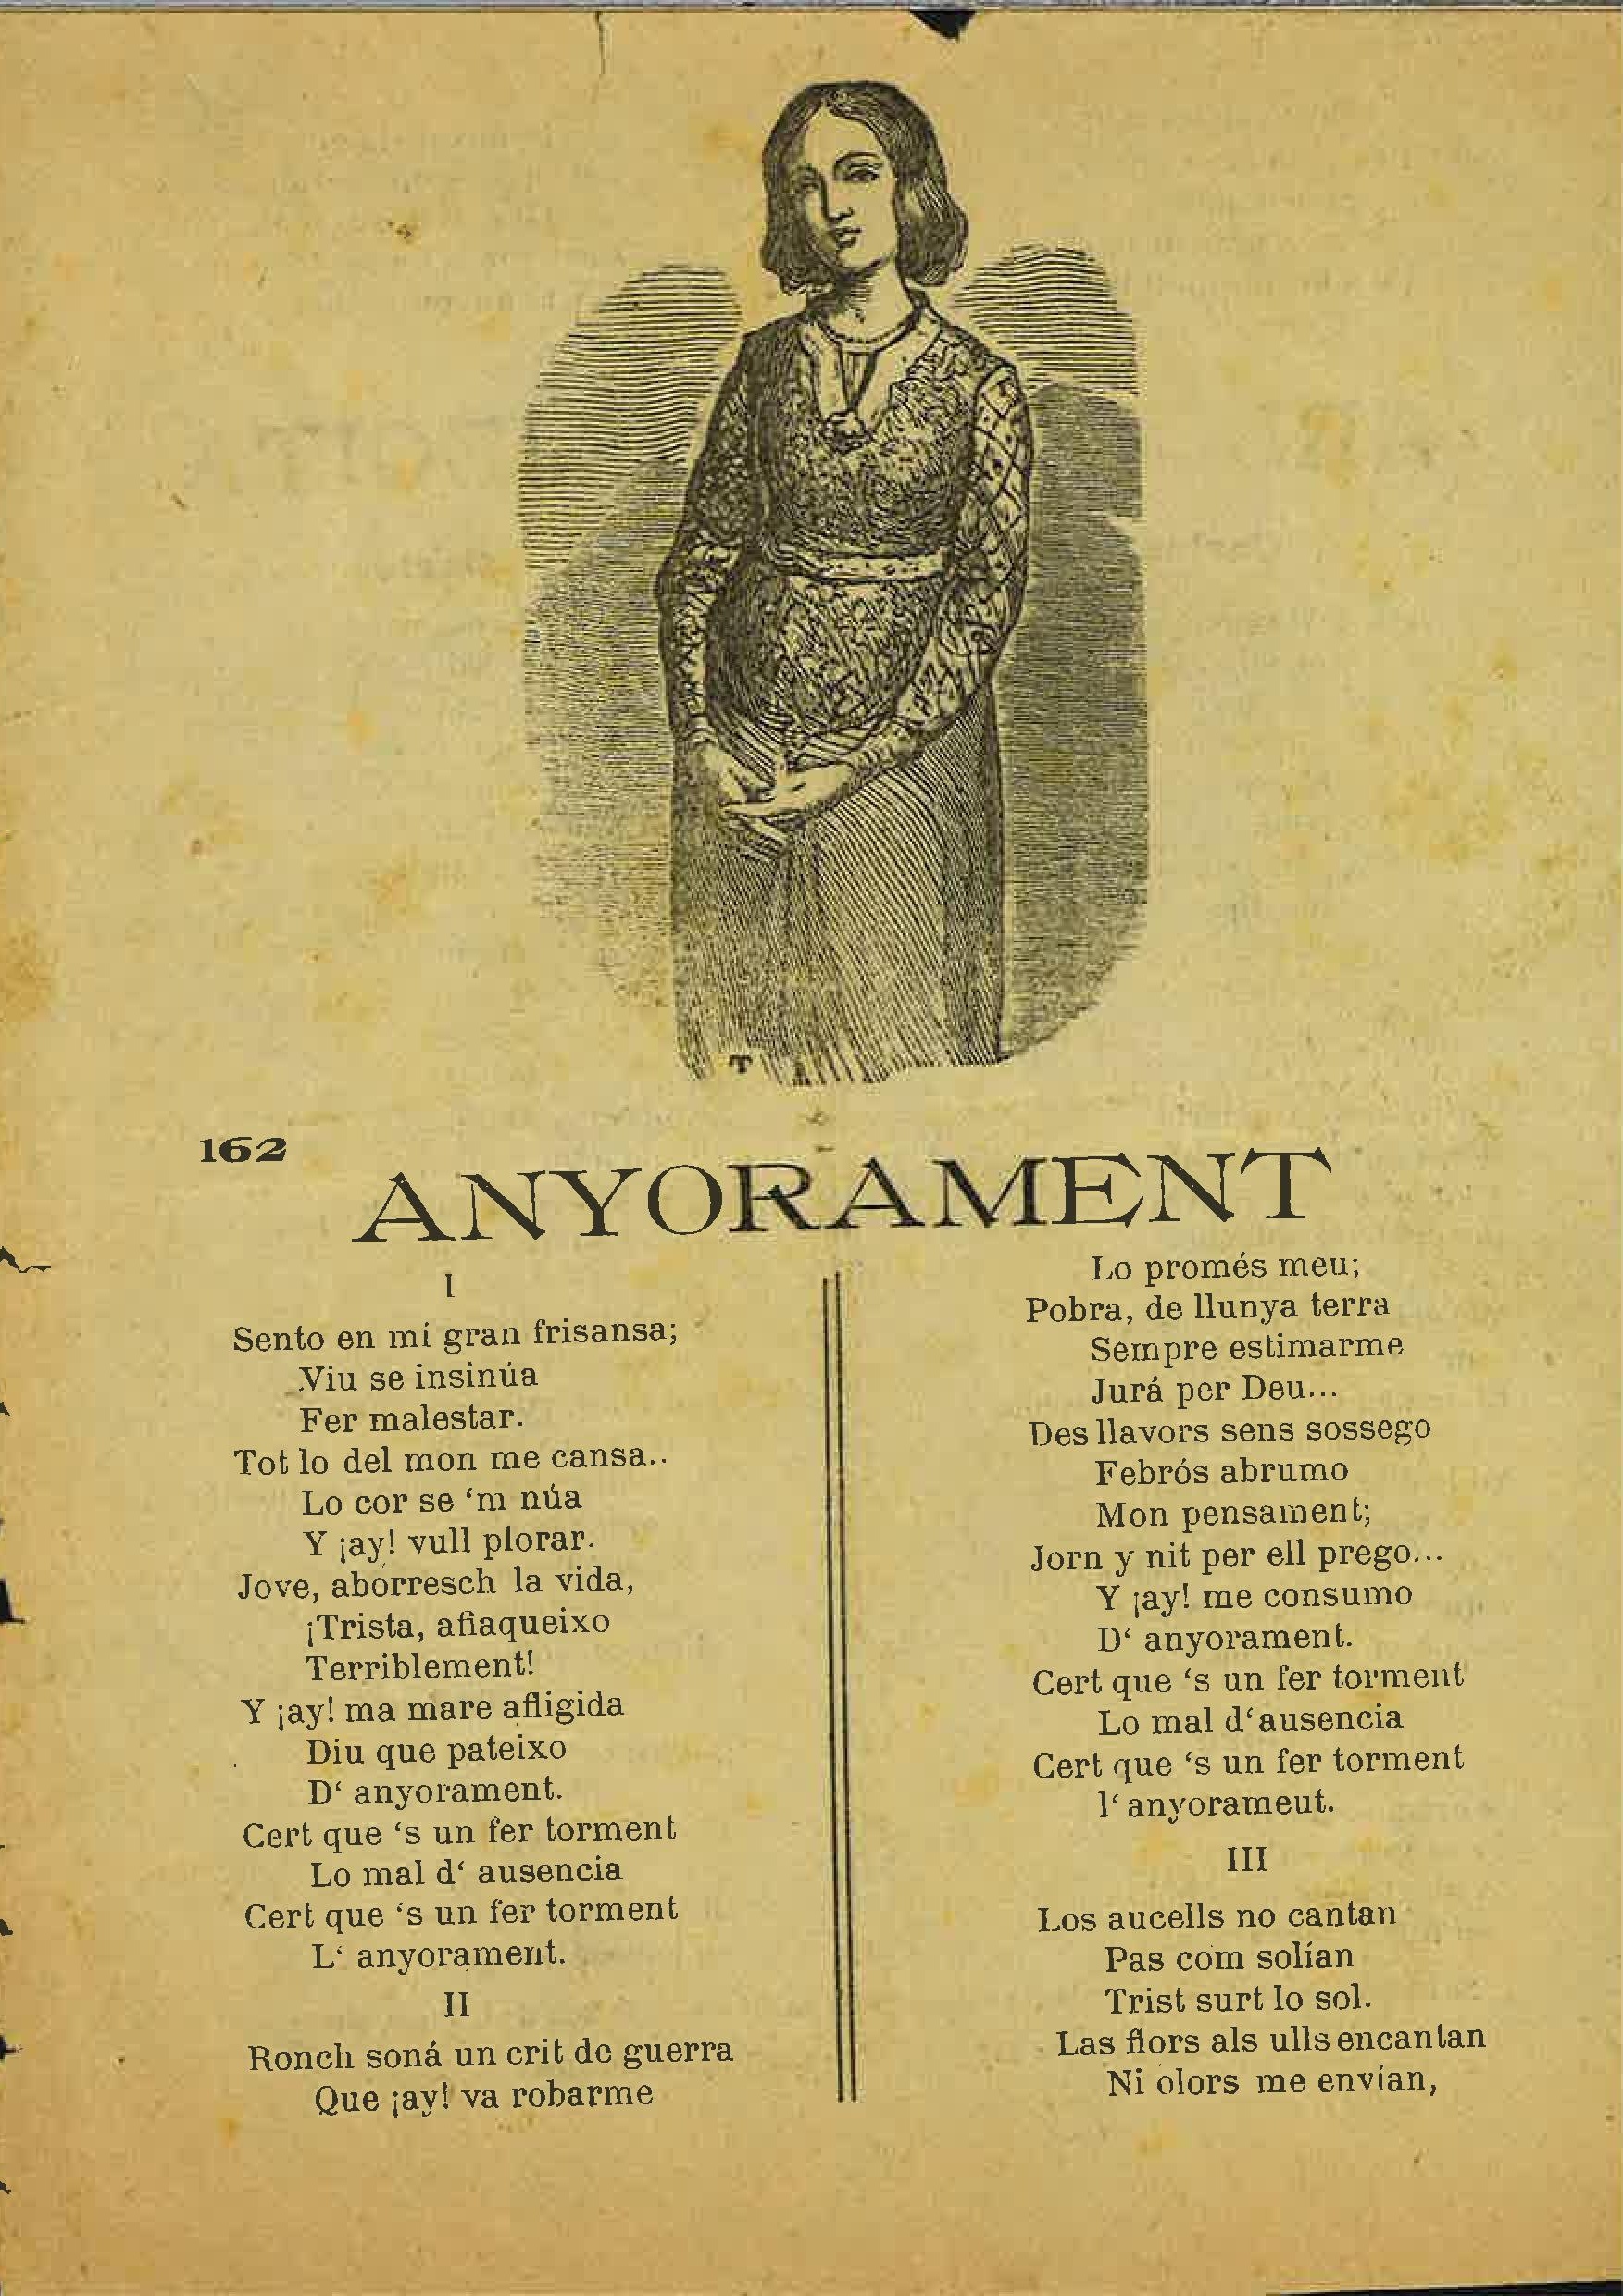 T
162
ANYORAMENT
I
Sento en mí gran frisansa;
Viu se insinúa
Fer malestar.
Tot lo del mon me cansa..
Lo cor se ‘m núa
Y ¡ay! vull plorar.
Jove, aborresch la vida,
¡Trista, aflaqueixo
Terriblement!
Y ¡ay! ma mare afligida
Diu que pateixo
D‘ anyorament.
Cert que ‘s un fer torment
Lo mal d‘ ausencia
Cert que ‘s un fer torment
L‘ anyorament.
II
Ronch soná un crit de guerra
Que ¡ay! va robarme
Lo promés meu;
Pobra, de llunya terra
Sempre estimarme
Jurá per Deu...
Des llavors sens sossego
Febrós abrumo
Mon pensament;
Jorn y nit per ell prego...
Y ¡ay! me consumo
D‘ anyorament.
Cert que ‘s un fer torment
Lo mal d‘ausencia
Cert que ‘s un fer torment
l‘ anyorameut.
III
Los aucells no cantan
Pas com solían
Trist surt lo sol.
Las flors als ulls encantan
Ni olors me envían,